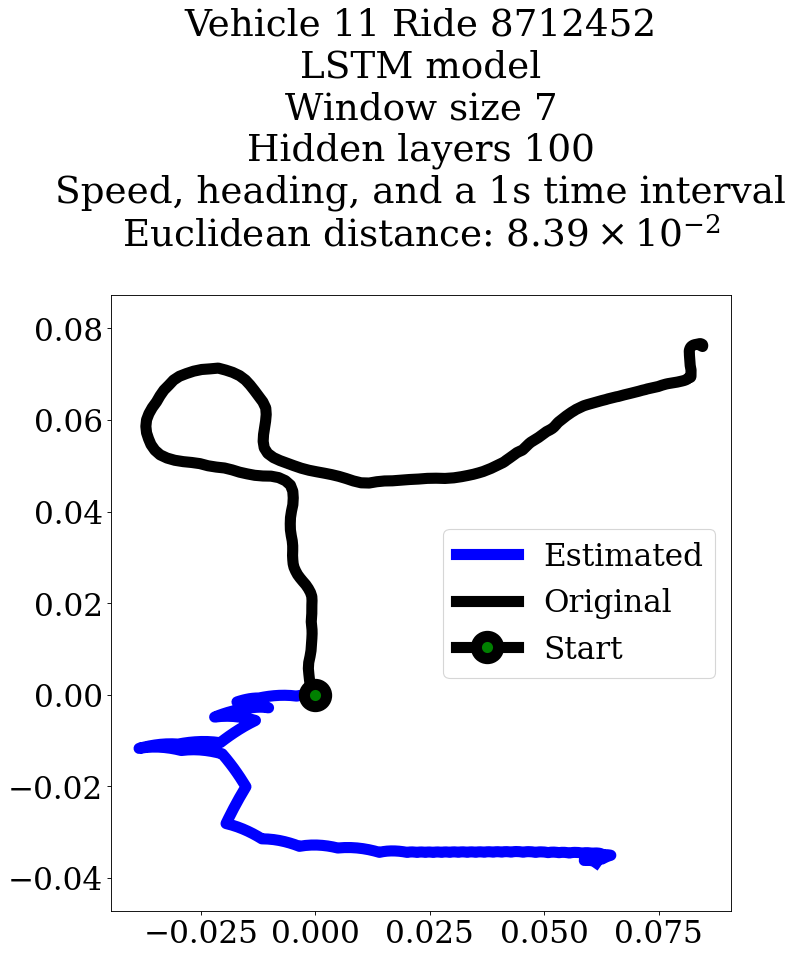 Vehicle 11 Ride 8712452
LSTM model
Window size 7
Hidden layers 100
Speed, heading, and a 1s time interval
Euclidean distance: 8.39 × 10⁻²
0.08
0.06
0.04
0.02
0.00
−0.02
−0.04
Estimated
Original
Start
−0.025 0.000 0.025 0.050 0.075